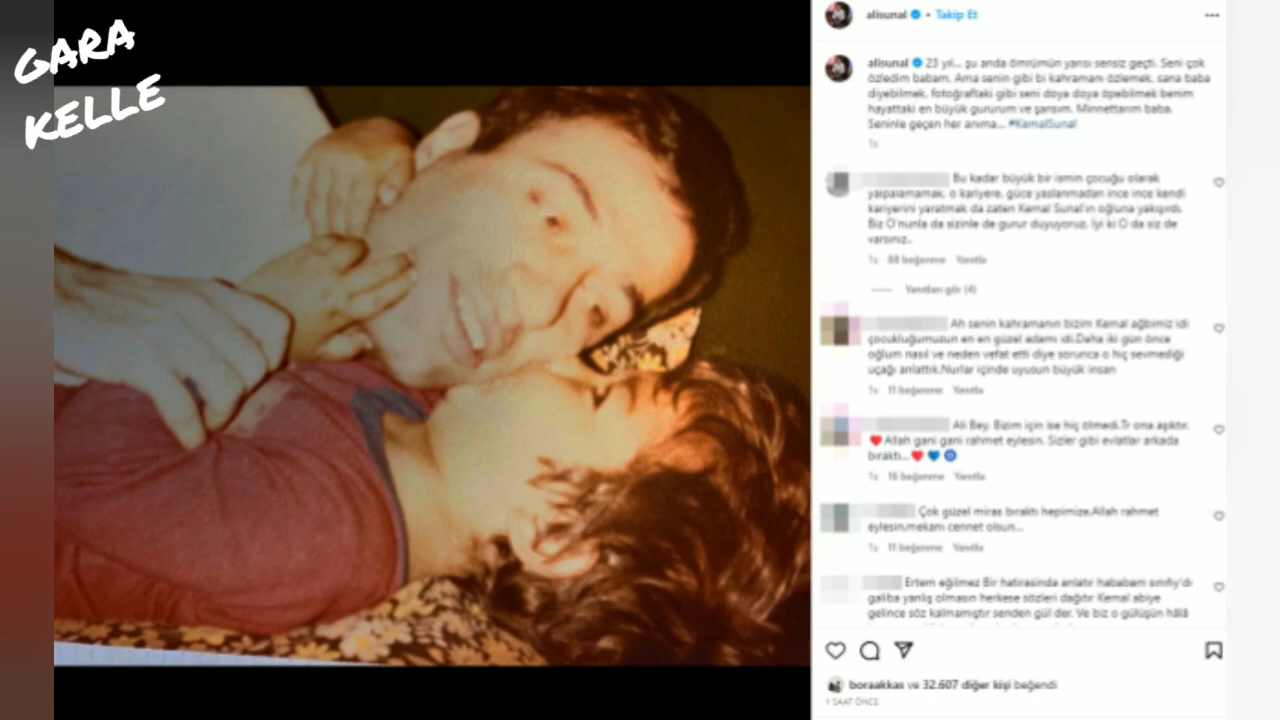 GARA
KELLE
alisunal • Takip Et
alisunal 23 yıl... şu anda ömrümün yarısı sensiz geçti. Seni çok
özledim babam. Ama senin gibi bi kahramanı özlemek, sana baba
diyebilmek, fotoğraftaki gibi seni doya doya öpebilmek benim
hayattaki en büyük gururum ve şansım. Minnettarım baba.
Seninle geçen her anıma... #KemalSunal
1s
Bu kadar büyük bir ismin çocuğu olarak
o kariyere, güce yaslanmadan ince ince kendi
kariyerini yaratmak da zaten Kemal Sunal'ın oğluna yakışırdı.
Biz O'nunla da sizinle de gurur duyuyoruz. İyi ki O da siz de
varsınız..
1s 88 beğenme Yanıtla
Yanıtları gör (4)
Ah senin kahramanın bizim Kemal ağbimiz idi
çocukluğumuzun en en güzel adamı idi.Daha iki gün önce
oğlum nasıl ve neden vefat etti diye sorunca o hiç sevmediği
uçağı anlattık.Nurlar içinde uyusun büyük insan
1s 11 beğenme Yanıtla
Ali Bey. Bizim için ise hiç ölmedi.Tr ona aşıktır.
❤️Allah gani gani rahmet eylesin. Sizler gibi evlatlar arkada
bıraktı...❤️💙🧿
1s 16 beğenme Yanıtla
Çok güzel miras bıraktı hepimize.Allah rahmet
eylesin.mekanı cennet olsun...
1s 11 beğenme Yanıtla
Ertem eğilmez Bir hatirasinda anlatır hababam sınıfıy'dı
galiba yanlış olmasın herkese sözleri dağıtır Kemal abiye
gelince söz kalmamıştır senden gül der. Ve biz o gülüşün hâlâ
boraakkas ve 32.607 diğer kişi beğendi
1 SAAT ÖNCE